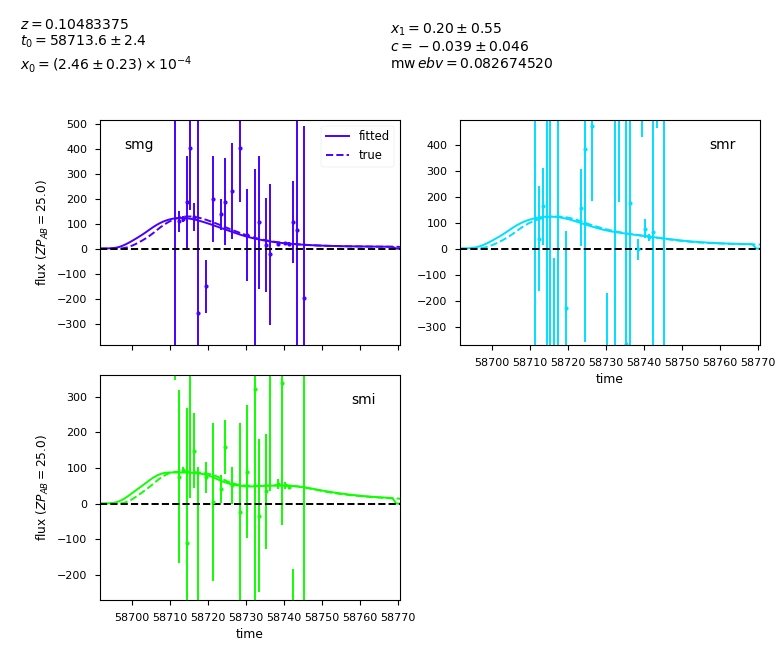 z = 0.10483375
t₀ = 58713.6 ± 2.4
x₀ = (2.46 ± 0.23) × 10⁻⁴
x₁ = 0.20 ± 0.55
c = −0.039 ± 0.046
mw ebv = 0.082674520
smg
fitted
true
500
400
300
200
100
0
−100
−200
−300
flux (ZP_AB = 25.0)
smr
400
300
200
100
0
−100
−200
−300
58700 58710 58720 58730 58740 58750 58760 58770
time
smi
300
200
100
0
−100
−200
flux (ZP_AB = 25.0)
58700 58710 58720 58730 58740 58750 58760 58770
time